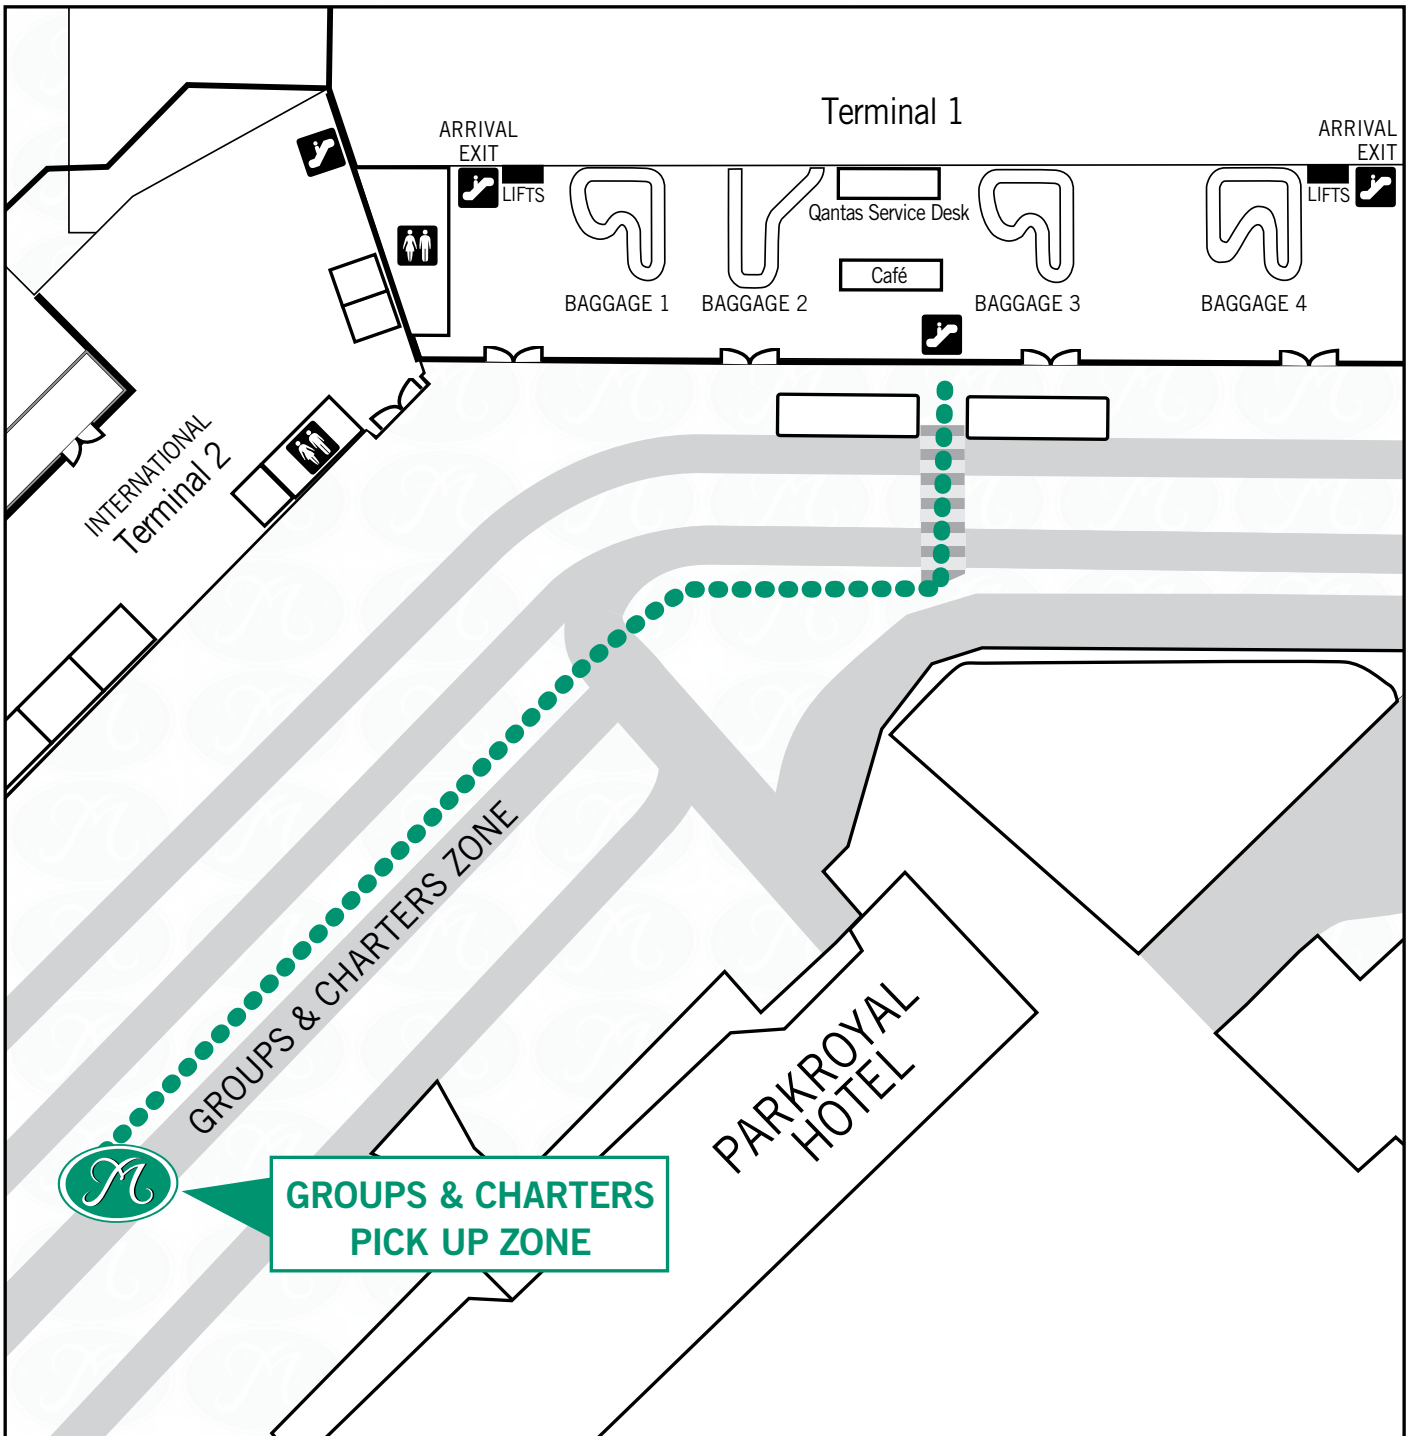 Terminal 1
ARRIVAL
EXIT
LIFTS
ARRIVAL
EXIT
LIFTS
Qantas Service Desk
Café
BAGGAGE 1
BAGGAGE 2
BAGGAGE 3
BAGGAGE 4
INTERNATIONAL
Terminal 2
GROUPS & CHARTERS ZONE
PARKROYAL
HOTEL
M
GROUPS & CHARTERS
PICK UP ZONE